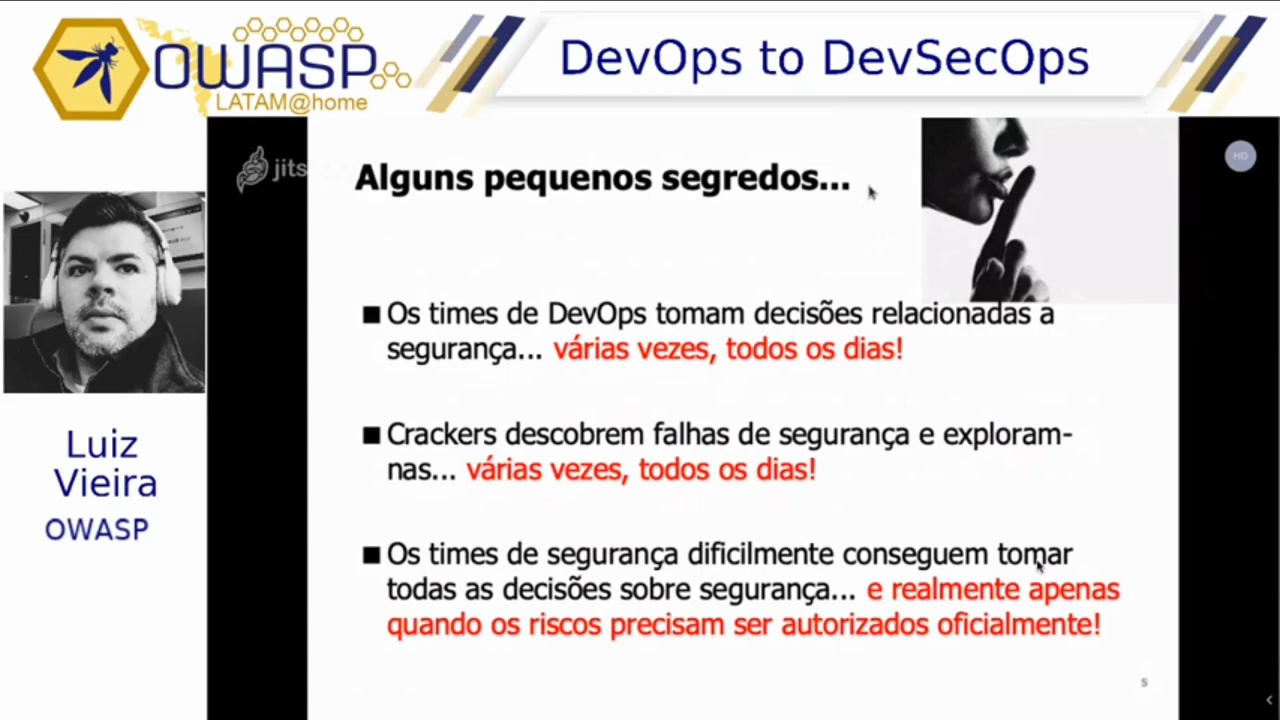 OWASP
LATAM@home
DevOps to DevSecOps
jits
HD
Alguns pequenos segredos...
■ Os times de DevOps tomam decisões relacionadas a
segurança... várias vezes, todos os dias!
■ Crackers descobrem falhas de segurança e exploram-
nas... várias vezes, todos os dias!
■ Os times de segurança dificilmente conseguem tomar
todas as decisões sobre segurança... e realmente apenas
quando os riscos precisam ser autorizados oficialmente!
5
Luiz
Vieira
OWASP